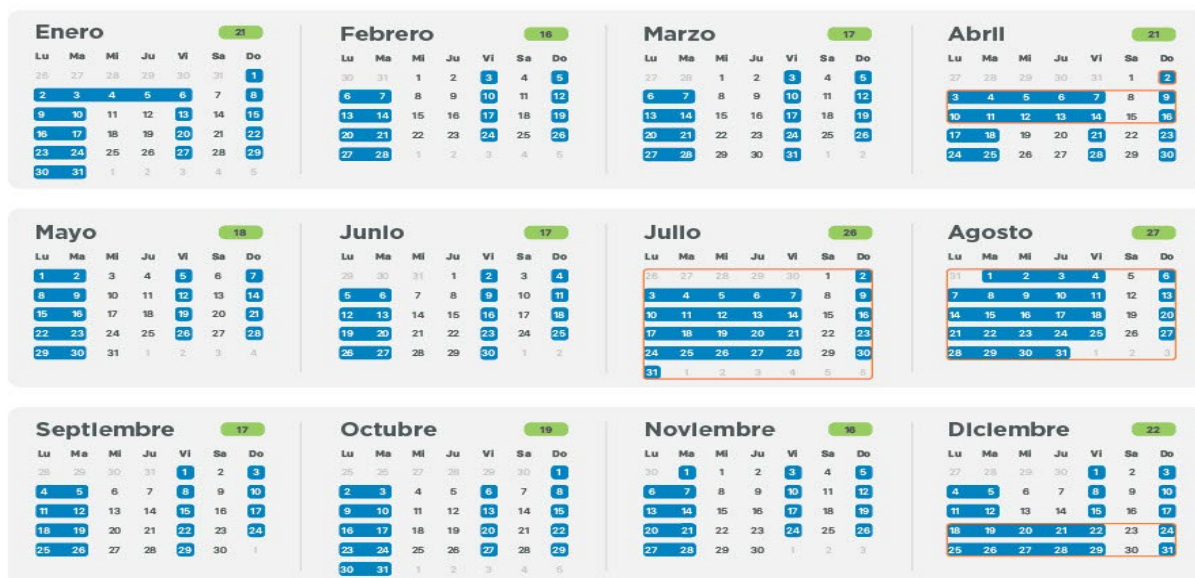 Enero 21
Lu Ma Mi Ju Vi Sa Do
26 27 28 29 30 31 1
2 3 4 5 6 7 8
9 10 11 12 13 14 15
16 17 18 19 20 21 22
23 24 25 26 27 28 29
30 31 1 2 3 4 5
Febrero 16
Lu Ma Mi Ju Vi Sa Do
30 31 1 2 3 4 5
6 7 8 9 10 11 12
13 14 15 16 17 18 19
20 21 22 23 24 25 26
27 28 1 2 3 4 5
Marzo 17
Lu Ma Mi Ju Vi Sa Do
27 28 1 2 3 4 5
6 7 8 9 10 11 12
13 14 15 16 17 18 19
20 21 22 23 24 25 26
27 28 29 30 31 1 2
Abril 21
Lu Ma Mi Ju Vi Sa Do
27 28 29 30 31 1 2
3 4 5 6 7 8 9
10 11 12 13 14 15 16
17 18 19 20 21 22 23
24 25 26 27 28 29 30
Mayo 18
Lu Ma Mi Ju Vi Sa Do
1 2 3 4 5 6 7
8 9 10 11 12 13 14
15 16 17 18 19 20 21
22 23 24 25 26 27 28
29 30 31 1 2 3 4
Junio 17
Lu Ma Mi Ju Vi Sa Do
29 30 31 1 2 3 4
5 6 7 8 9 10 11
12 13 14 15 16 17 18
19 20 21 22 23 24 25
26 27 28 29 30 1 2
Julio 26
Lu Ma Mi Ju Vi Sa Do
26 27 28 29 30 1 2
3 4 5 6 7 8 9
10 11 12 13 14 15 16
17 18 19 20 21 22 23
24 25 26 27 28 29 30
31 1 2 3 4 5 6
Agosto 27
Lu Ma Mi Ju Vi Sa Do
31 1 2 3 4 5 6
7 8 9 10 11 12 13
14 15 16 17 18 19 20
21 22 23 24 25 26 27
28 29 30 31 1 2 3
Septiembre 17
Lu Ma Mi Ju Vi Sa Do
28 29 30 31 1 2 3
4 5 6 7 8 9 10
11 12 13 14 15 16 17
18 19 20 21 22 23 24
25 26 27 28 29 30 1
Octubre 19
Lu Ma Mi Ju Vi Sa Do
25 26 27 28 29 30 1
2 3 4 5 6 7 8
9 10 11 12 13 14 15
16 17 18 19 20 21 22
23 24 25 26 27 28 29
30 31 1 2 3 4 5
Noviembre 16
Lu Ma Mi Ju Vi Sa Do
30 1 1 2 3 4 5
6 7 8 9 10 11 12
13 14 15 16 17 18 19
20 21 22 23 24 25 26
27 28 29 30 1 2 3
Diciembre 22
Lu Ma Mi Ju Vi Sa Do
27 28 29 30 1 2 3
4 5 6 7 8 9 10
11 12 13 14 15 16 17
18 19 20 21 22 23 24
25 26 27 28 29 30 31